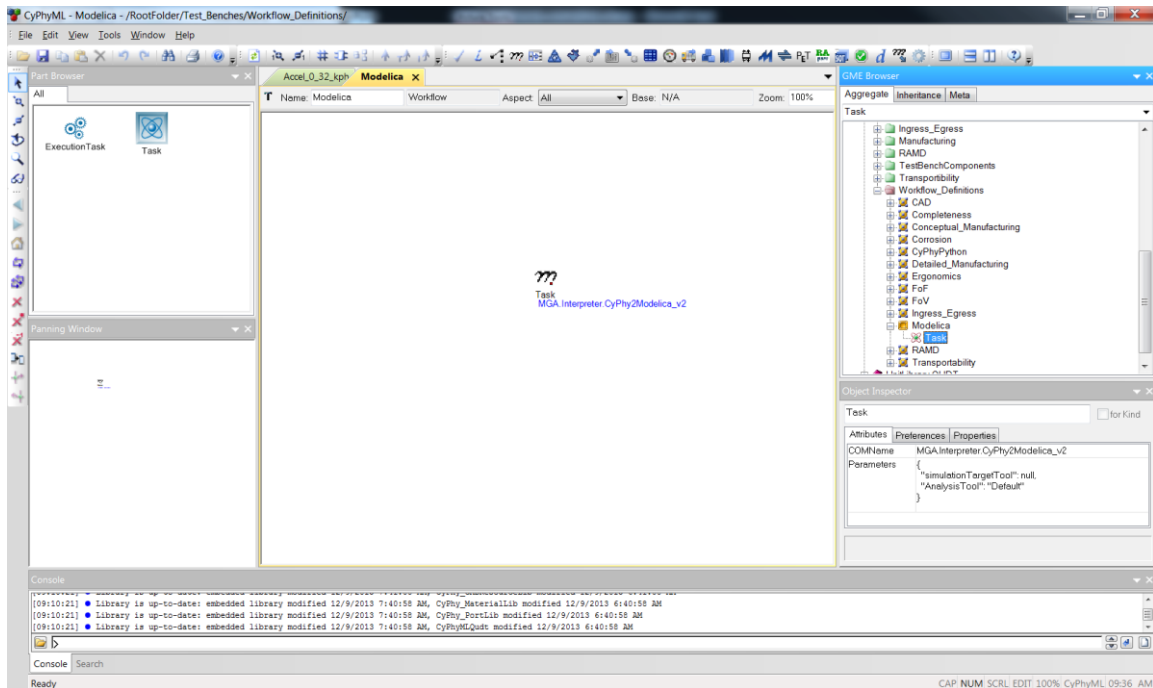 CyPhyML - Modelica - /RootFolder/Test_Benches/Workflow_Definitions/
File Edit View Tools Window Help
Part Browser
All
ExecutionTask
Task
Panning Window
Accel_0_32_kph Modelica
Name: Modelica Workflow Aspect: All Base: N/A Zoom: 100%
Task
MGA.Interpreter.CyPhy2Modelica_v2
GME Browser
Aggregate Inheritance Meta
Task
Ingress_Egress
Manufacturing
RAMD
TestBenchComponents
Transportibility
Workflow_Definitions
CAD
Completeness
Conceptual_Manufacturing
Corrosion
CyPhyPython
Detailed_Manufacturing
Ergonomics
FoF
FoV
Ingress_Egress
Modelica
Task
RAMD
Transportability
Object Inspector
Task for Kind
Attributes Preferences Properties
COMName MGA.Interpreter.CyPhy2Modelica_v2
Parameters {
"simulationTargetTool": null,
"AnalysisTool": "Default"
}
Console
[09:10:21] Library is up-to-date: embedded library modified 12/9/2013 7:40:58 AM, CyPhy_MaterialLib modified 12/9/2013 6:40:58 AM
[09:10:21] Library is up-to-date: embedded library modified 12/9/2013 7:40:58 AM, CyPhy_PortLib modified 12/9/2013 6:40:58 AM
[09:10:21] Library is up-to-date: embedded library modified 12/9/2013 7:40:58 AM, CyPhyMLQudt modified 12/9/2013 6:40:58 AM
Console Search
Ready CAP NUM SCRL EDIT 100% CyPhyML 09:36 AM